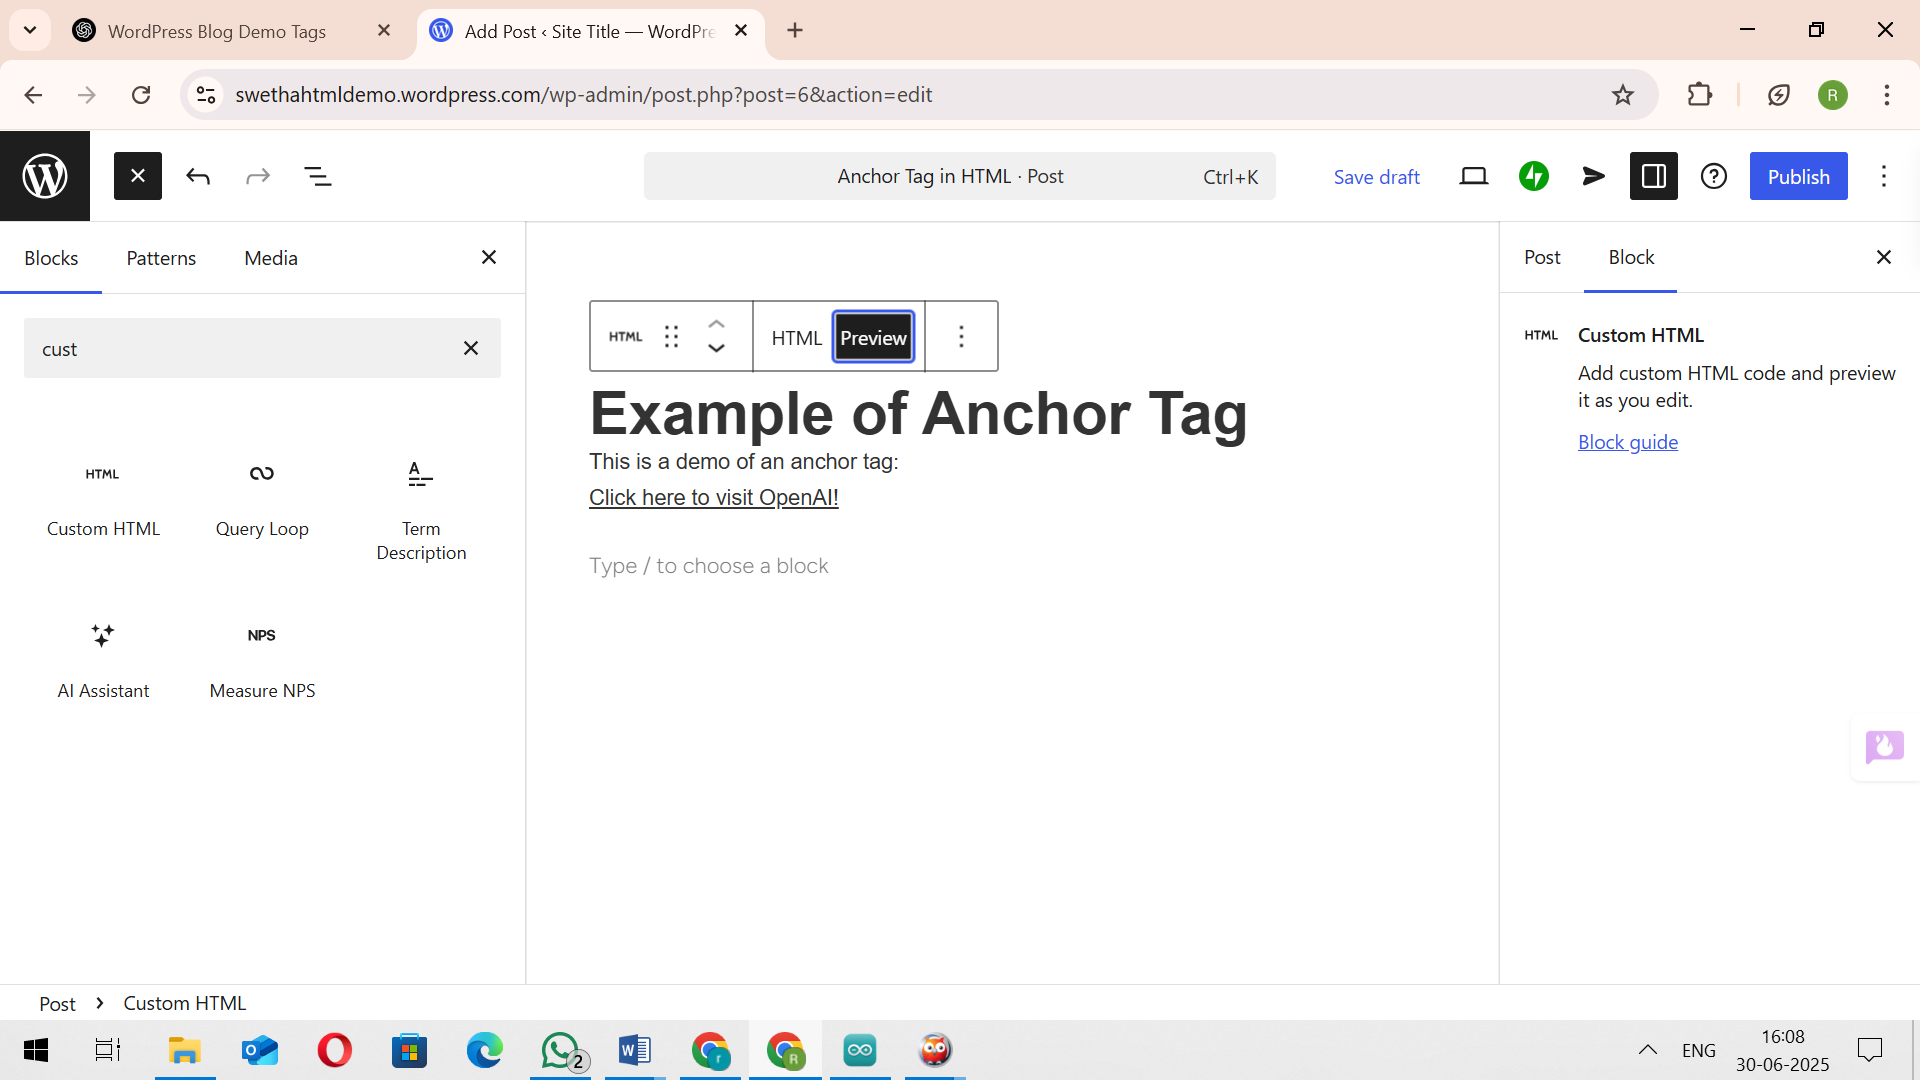 WordPress Blog Demo Tags
Add Post ‹ Site Title — WordPre
swethahtmldemo.wordpress.com/wp-admin/post.php?post=6&action=edit
R
Anchor Tag in HTML · Post
Ctrl+K
Save draft
Publish
Blocks
Patterns
Media
cust
HTML
Custom HTML
Query Loop
A
Term
Description
AI Assistant
NPS
Measure NPS
HTML
HTML
Preview
Example of Anchor Tag
This is a demo of an anchor tag:
Click here to visit OpenAI!
Type / to choose a block
Post
Block
HTML
Custom HTML
Add custom HTML code and preview
it as you edit.
Block guide
Post
Custom HTML
2
r
R
ENG
16:08
30-06-2025